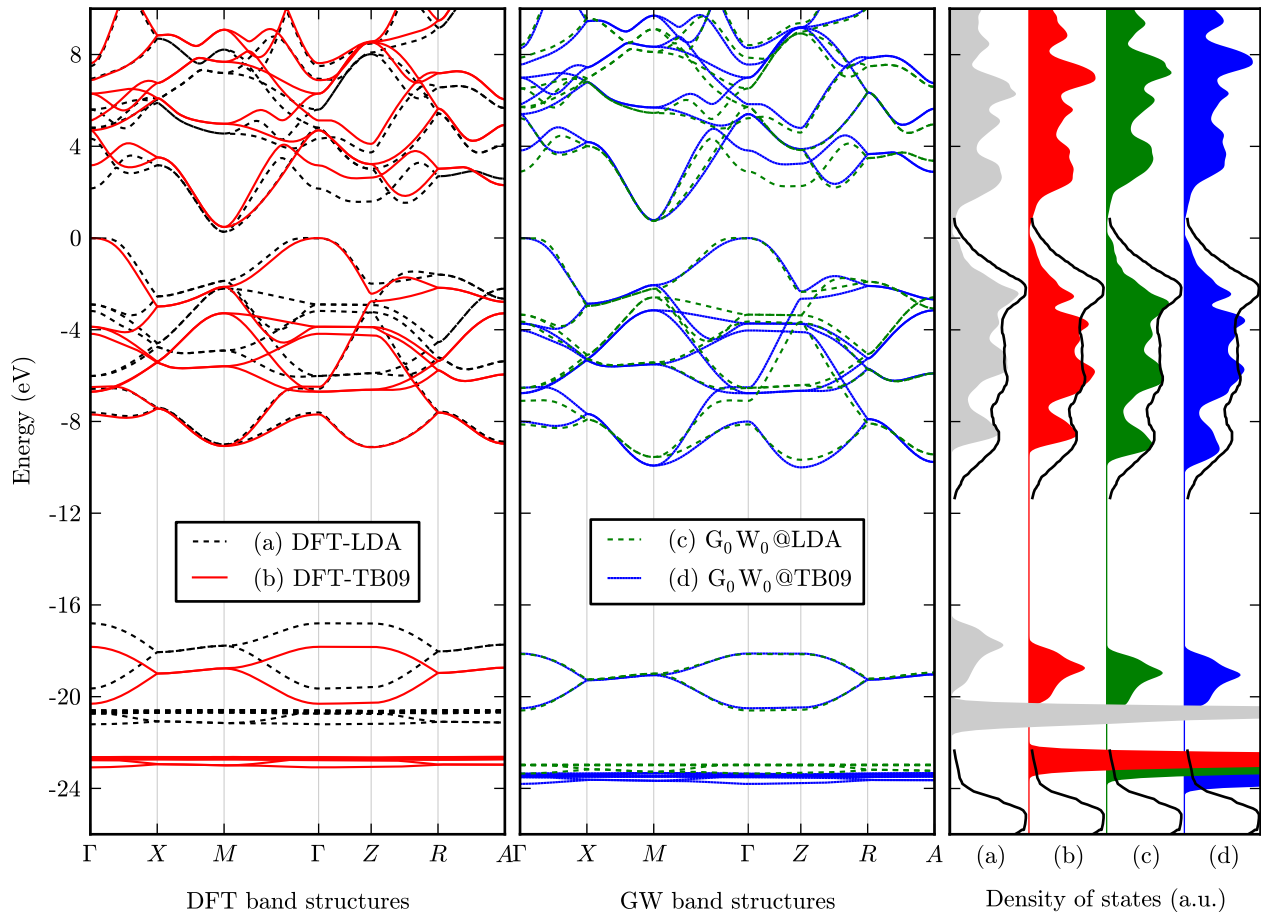 8
4
0
-4
-8
-12
-16
-20
-24
Energy (eV)
(a) DFT-LDA
(b) DFT-TB09
(c) G₀W₀@LDA
(d) G₀W₀@TB09
Γ X M Γ Z R A
Γ X M Γ Z R A
(a) (b) (c) (d)
DFT band structures
GW band structures
Density of states (a.u.)